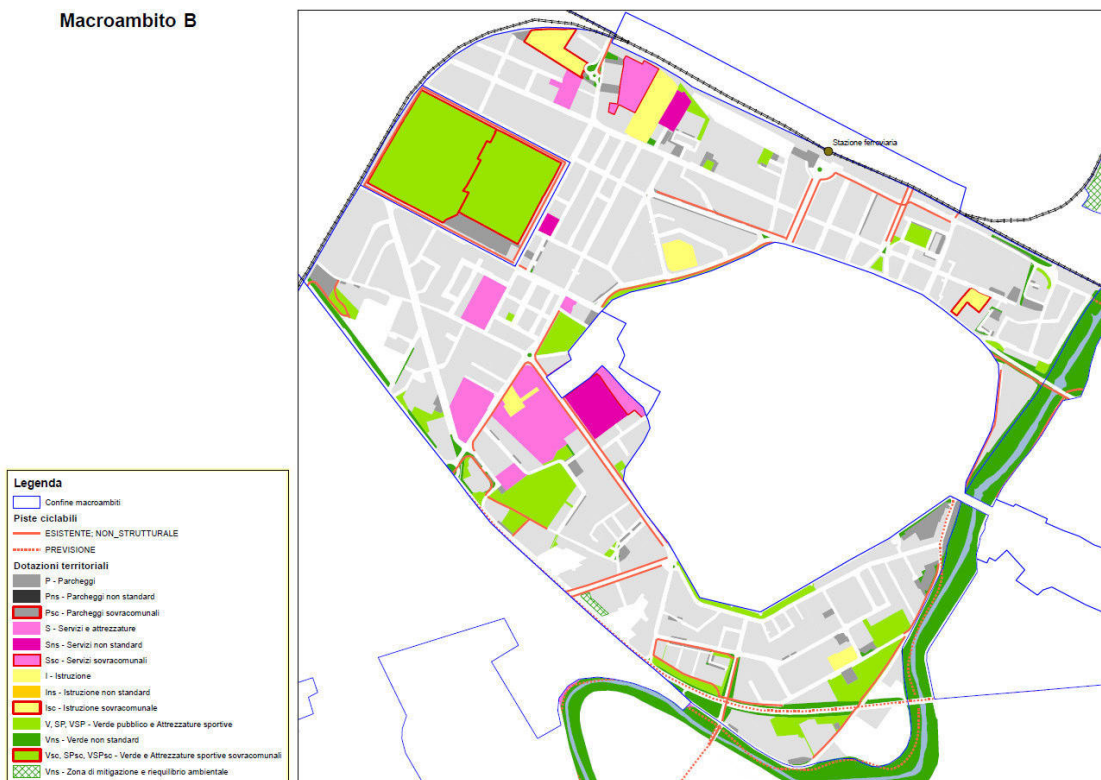 Macroambito B
Stazione ferroviaria
Legenda
Confine macroambiti
Piste ciclabili
ESISTENTE; NON_STRUTTURALE
PREVISIONE
Dotazioni territoriali
P - Parcheggi
Pns - Parcheggi non standard
Psc - Parcheggi sovracomunali
S - Servizi e attrezzature
Sns - Servizi non standard
Ssc - Servizi sovracomunali
I - Istruzione
Ins - Istruzione non standard
Isc - Istruzione sovracomunale
V, SP, VSP - Verde pubblico e Attrezzature sportive
Vns - Verde non standard
Vsc, SPsc, VSPsc - Verde e Attrezzature sportive sovracomunali
Vns - Zona di mitigazione e riequilibrio ambientale